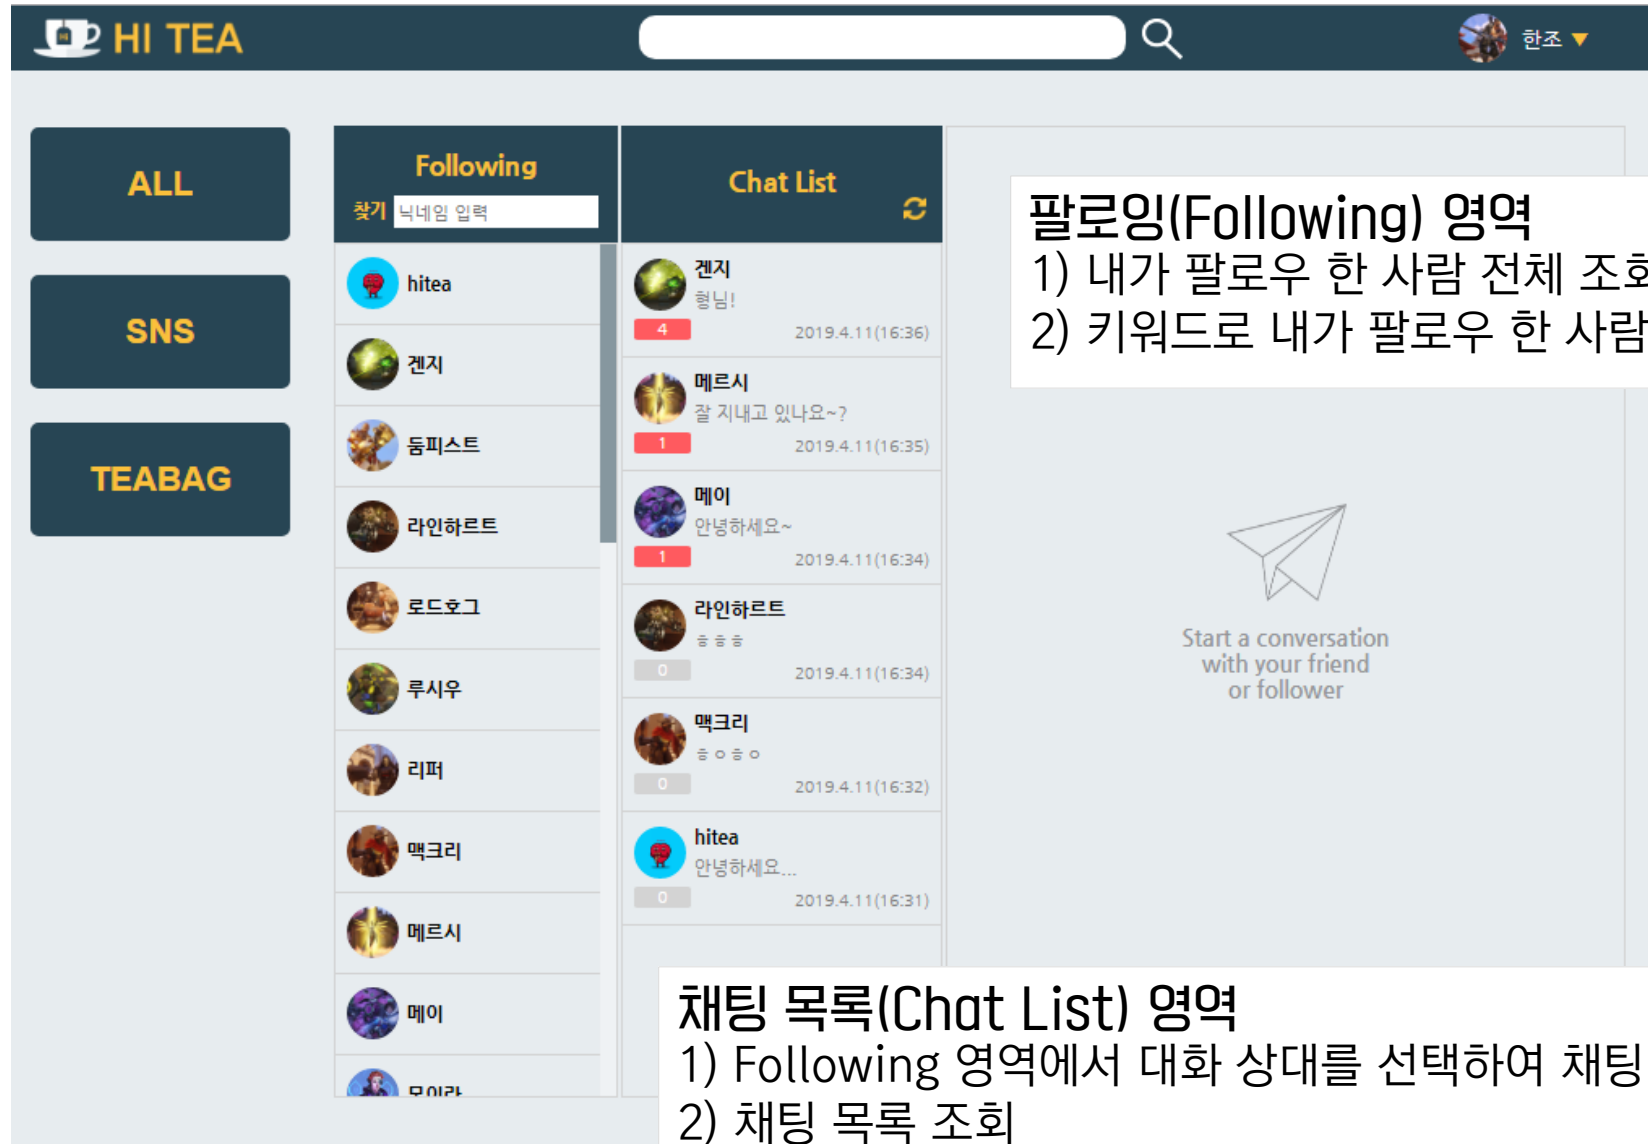 HI TEA
한조
ALL
SNS
TEABAG
Following
찾기 닉네임 입력
hitea
겐지
둠피스트
라인하르트
로드호그
루시우
리퍼
맥크리
메르시
메이
모이라
Chat List
겐지
형님!
4 2019.4.11(16:36)
메르시
잘 지내고 있나요~?
1 2019.4.11(16:35)
메이
안녕하세요~
1 2019.4.11(16:34)
라인하르트
ㅎㅎㅎ
0 2019.4.11(16:34)
맥크리
ㅎㅇㅎㅇ
0 2019.4.11(16:32)
hitea
안녕하세요...
0 2019.4.11(16:31)
팔로잉(Following) 영역
1) 내가 팔로우 한 사람 전체 조회
2) 키워드로 내가 팔로우 한 사람
Start a conversation
with your friend
or follower
채팅 목록(Chat List) 영역
1) Following 영역에서 대화 상대를 선택하여 채팅
2) 채팅 목록 조회